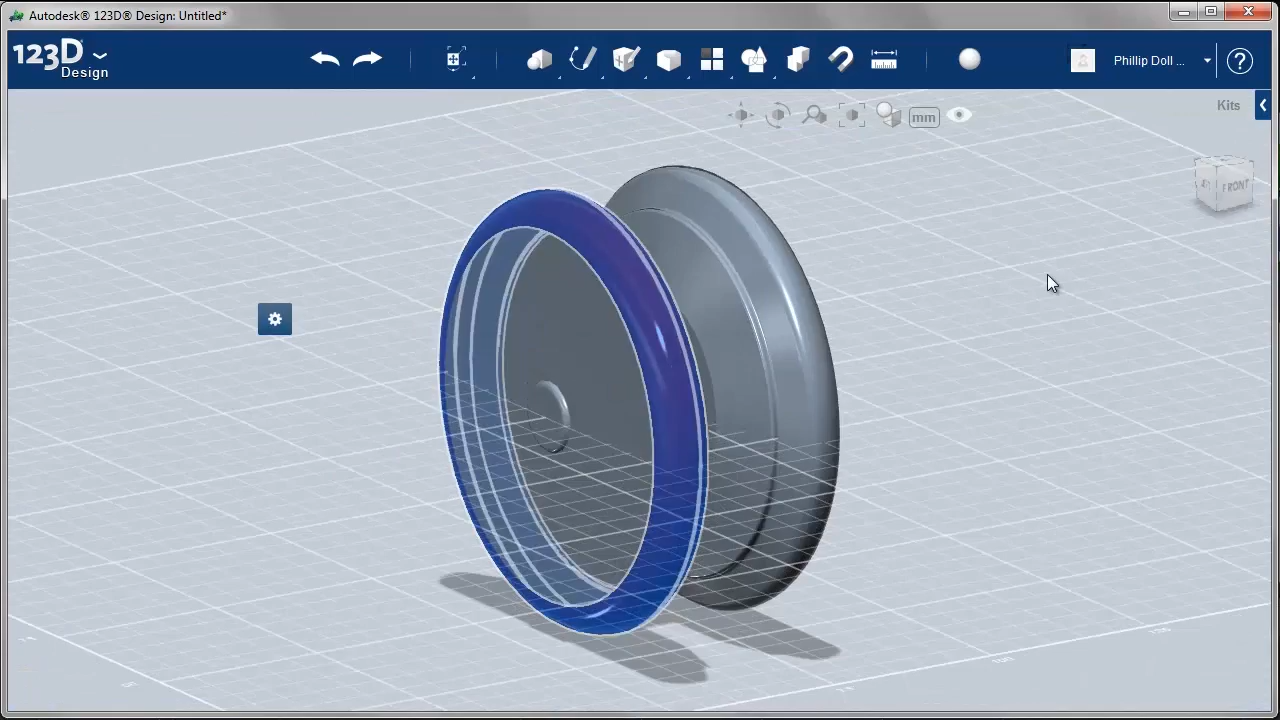 Autodesk® 123D® Design: Untitled*
123D
Design
Phillip Doll ...
?
mm
Kits
FRONT